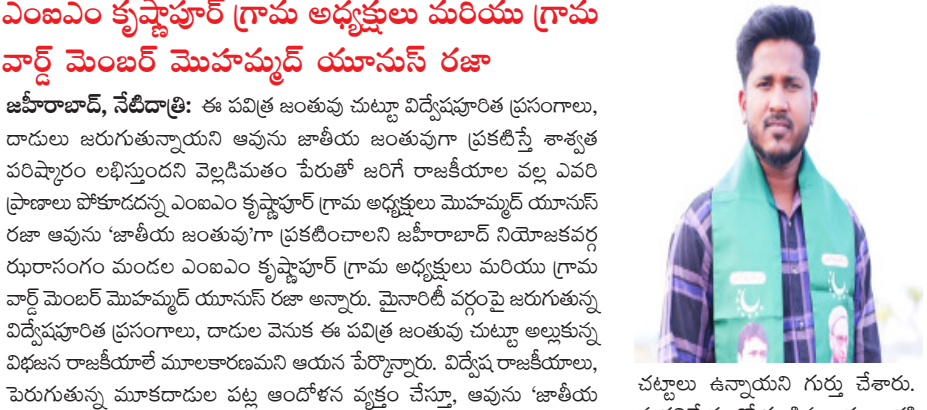 ఎంఐఎం కృష్ణాపూర్ గ్రామ అధ్యక్షులు మరియు గ్రామ
వార్డ్ మెంబర్ మొహమ్మద్ యూనుస్ రజా
జహీరాబాద్, నేటిదాత్రి: ఈ పవిత్ర జంతువు చుట్టూ విద్వేషపూరిత ప్రసంగాలు,
దాడులు జరుగుతున్నాయని ఆవును జాతీయ జంతువుగా ప్రకటిస్తే శాశ్వత
పరిష్కారం లభిస్తుందని వెల్లడిమతం పేరుతో జరిగే రాజకీయాల వల్ల ఎవరి
ప్రాణాలు పోకూడదన్న ఎంఐఎం కృష్ణాపూర్ గ్రామ అధ్యక్షులు మొహమ్మద్ యూనుస్
రజా ఆవును ‘జాతీయ జంతువు’గా ప్రకటించాలని జహీరాబాద్ నియోజకవర్గ
ఝరాసంగం మండల ఎంఐఎం కృష్ణాపూర్ గ్రామ అధ్యక్షులు మరియు గ్రామ
వార్డ్ మెంబర్ మొహమ్మద్ యూనుస్ రజా అన్నారు. మైనారిటీ వర్గంపై జరుగుతున్న
విద్వేషపూరిత ప్రసంగాలు, దాడుల వెనుక ఈ పవిత్ర జంతువు చుట్టూ అల్లుకున్న
విభజన రాజకీయాలే మూలకారణమని ఆయన పేర్కొన్నారు. విద్వేష రాజకీయాలు,
పెరుగుతున్న మూకదాడుల పట్ల ఆందోళన వ్యక్తం చేస్తూ, ఆవును ‘జాతీయ
చట్టాలు ఉన్నాయని గుర్తు చేశారు.